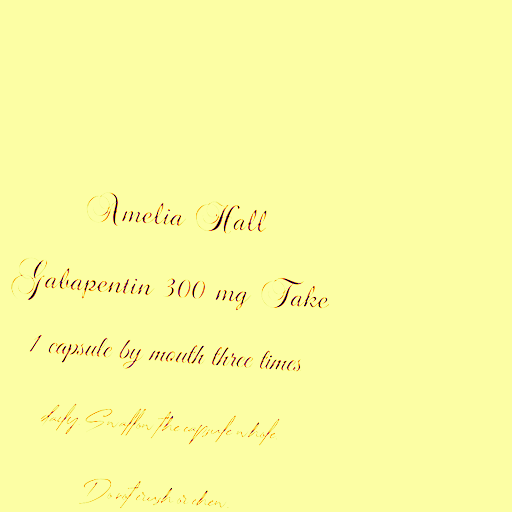 Amelia Hall
Gabapentin 300 mg Take
1 capsule by mouth three times
daily. Swallow the capsule whole
Do not crush or chew.